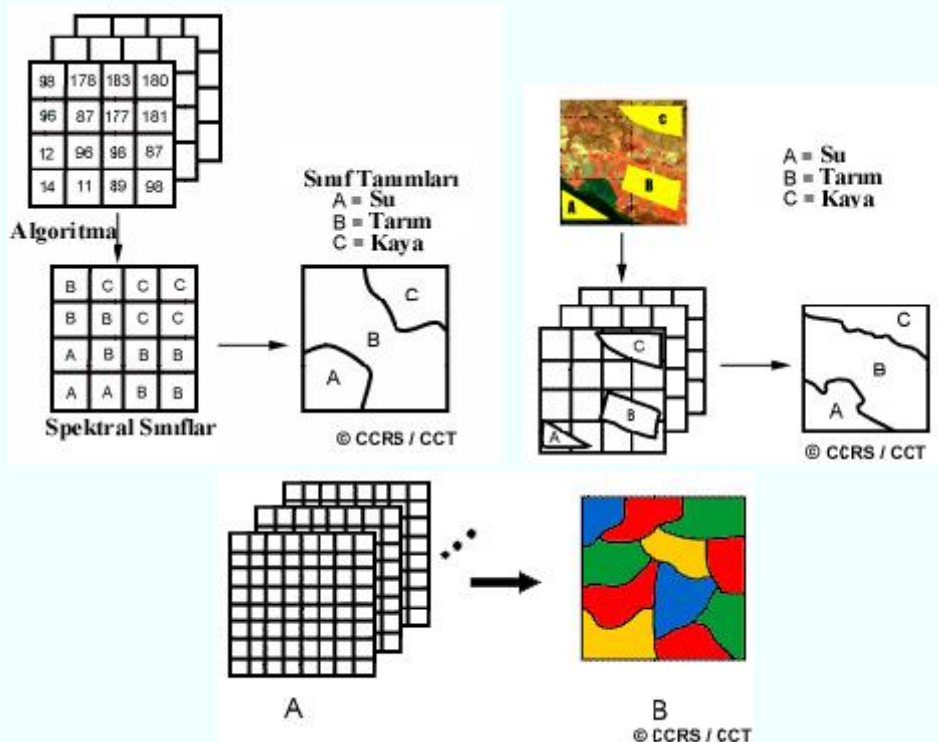 98 178 183 180
96 87 177 181
12 96 98 87
14 11 89 98
Algoritma
Sınıf Tanımları
A = Su
B = Tarım
C = Kaya
B C C C
B B C C
A B B B
A A B B
Spektral Sınıflar
C
B
A
© CCRS / CCT
C
B
A
A = Su
B = Tarım
C = Kaya
C
B
A
C
B
A
© CCRS / CCT
A
B
© CCRS / CCT